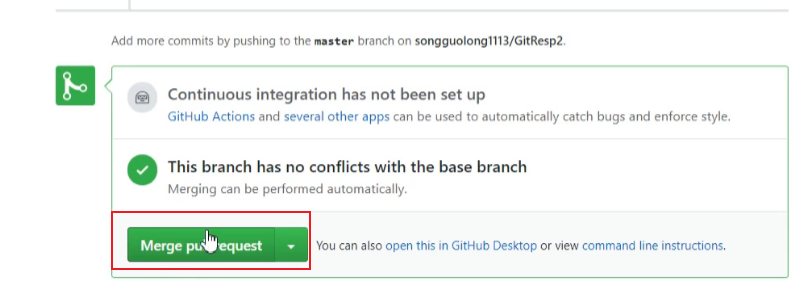 Add more commits by pushing to the master branch on songguolong1113/GitResp2.
Continuous integration has not been set up
GitHub Actions and several other apps can be used to automatically catch bugs and enforce style.
This branch has no conflicts with the base branch
Merging can be performed automatically.
Merge pull request You can also open this in GitHub Desktop or view command line instructions.